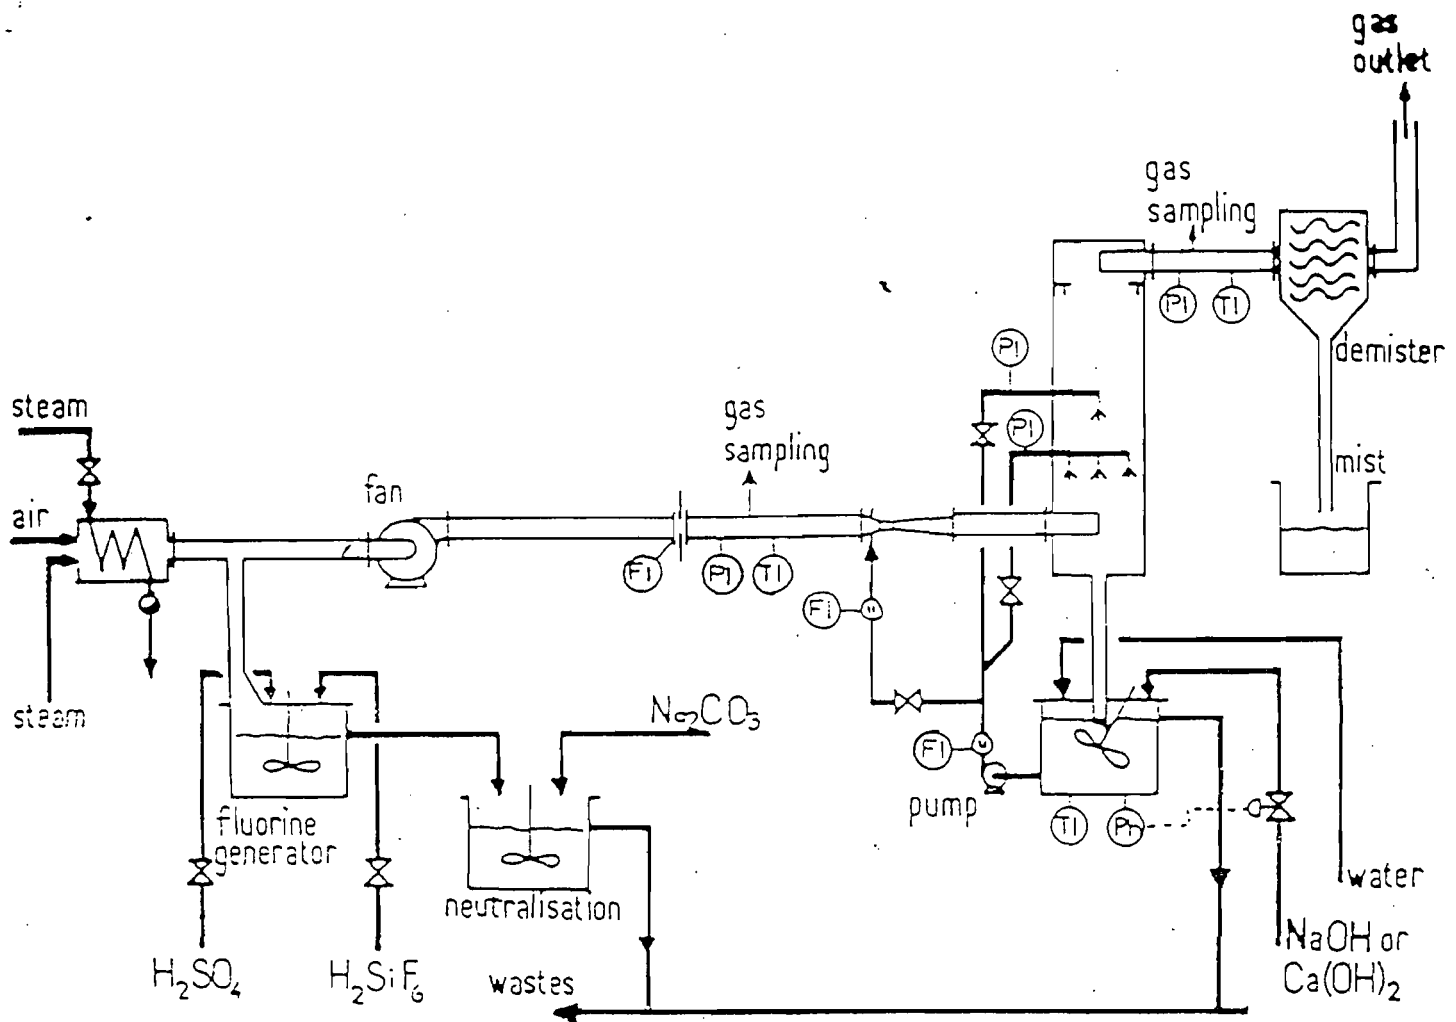 gas
outlet
gas
sampling
PI
TI
demister
PI
steam
gas
sampling
PI
mist
fan
air
FI
PI
TI
FI
steam
Na2CO3
FI
pump
fluorine
generator
TI
neutralisation
water
H2SO4
H2SiF6
wastes
NaOH or
Ca(OH)2